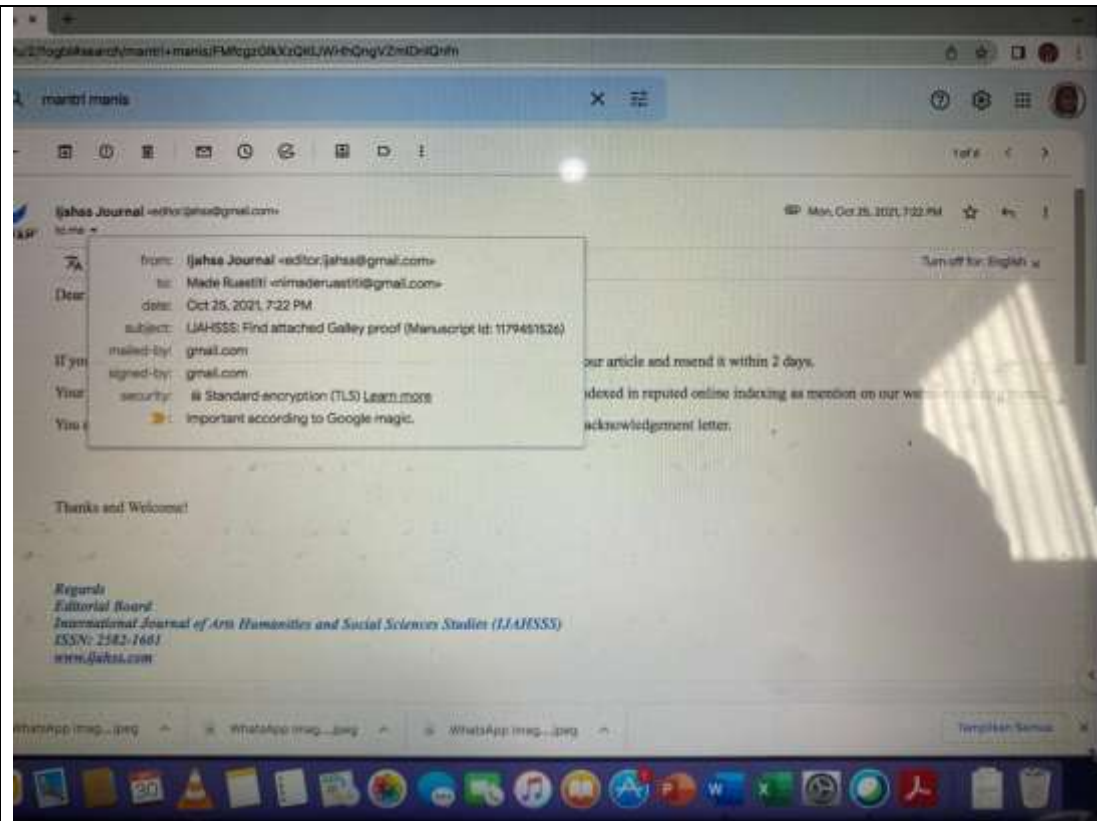 mantri manis
1 of 6
Ijahss Journal <editor.ijahss@gmail.com>
Mon, Oct 25, 2021, 7:22 PM
to me
from: Ijahss Journal <editor.ijahss@gmail.com>
to: Made Ruastiti <nimaderuastiti@gmail.com>
date: Oct 25, 2021, 7:22 PM
subject: IJAHSSS: Find attached Galley proof (Manuscript Id: 1179451526)
mailed-by: gmail.com
signed-by: gmail.com
security: Standard encryption (TLS) Learn more
: Important according to Google magic.
Turn off for: English
Dear
If you
our article and resend it within 2 days.
Your
indexed in reputed online indexing as mention on our
You
acknowledgement letter.
Thanks and Welcome!
Regards
Editorial Board
International Journal of Arts Humanities and Social Sciences Studies (IJAHSSS)
ISSN: 2582-1601
www.ijahss.com
WhatsApp Imag....jpeg
WhatsApp Imag....jpeg
WhatsApp Imag....jpeg
Tampilkan Semua
30